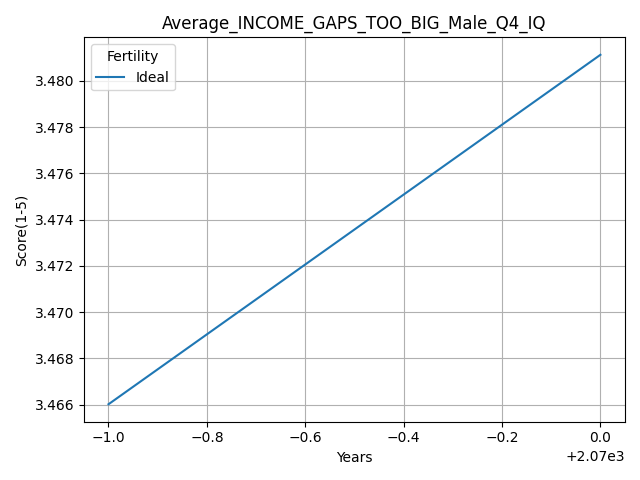 Average_INCOME_GAPS_TOO_BIG_Male_Q4_IQ
Fertility
Ideal
3.480
3.478
3.476
3.474
3.472
3.470
3.468
3.466
Score(1-5)
−1.0 −0.8 −0.6 −0.4 −0.2 0.0
+2.07e3
Years